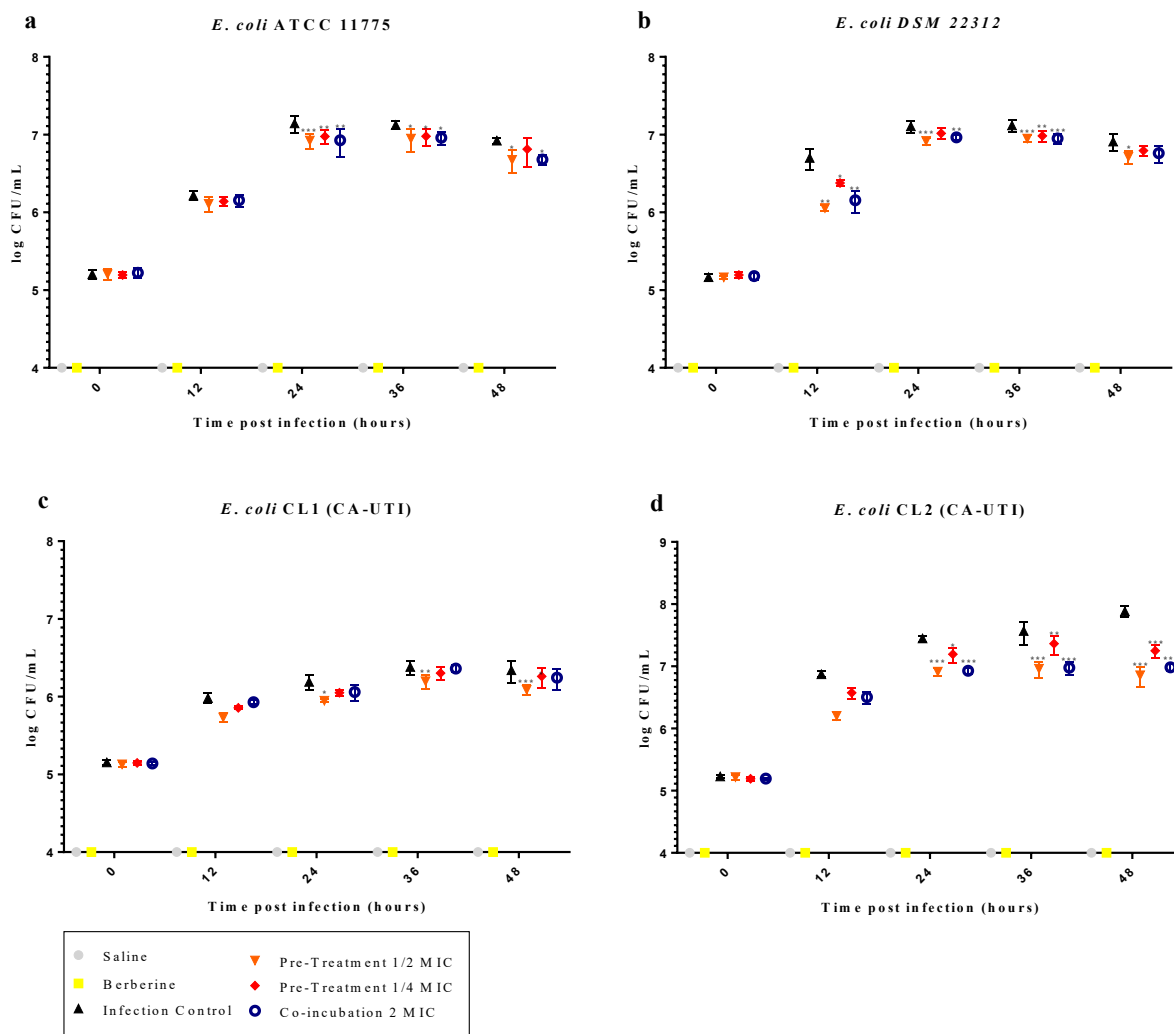 a
E. coli ATCC 11775
log CFU/mL
8
7
6
5
4
*** ** **
* * *
* *
0 12 24 36 48
Time post infection (hours)
b
E. coli DSM 22312
log CFU/mL
8
7
6
5
4
** * **
*** **
*** ** ***
*
0 12 24 36 48
Time post infection (hours)
c
E. coli CL1 (CA-UTI)
log CFU/mL
8
7
6
5
4
*
**
***
0 12 24 36 48
Time post infection (hours)
d
E. coli CL2 (CA-UTI)
log CFU/mL
9
8
7
6
5
4
*** * ***
*** ** ***
*** *** **
0 12 24 36 48
Time post infection (hours)
Saline
Berberine
Infection Control
Pre-Treatment 1/2 MIC
Pre-Treatment 1/4 MIC
Co-incubation 2 MIC